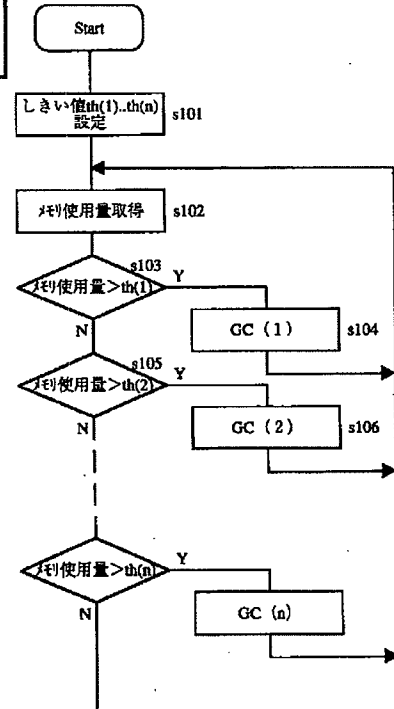 Start
しきい値th(1)..th(n)
設定
s101
ﾒﾓﾘ使用量取得
s102
s103
ﾒﾓﾘ使用量＞th(1)
Y
N
GC（1）
s104
s105
ﾒﾓﾘ使用量＞th(2)
Y
N
GC（2）
s106
ﾒﾓﾘ使用量＞th(n)
Y
N
GC（n）